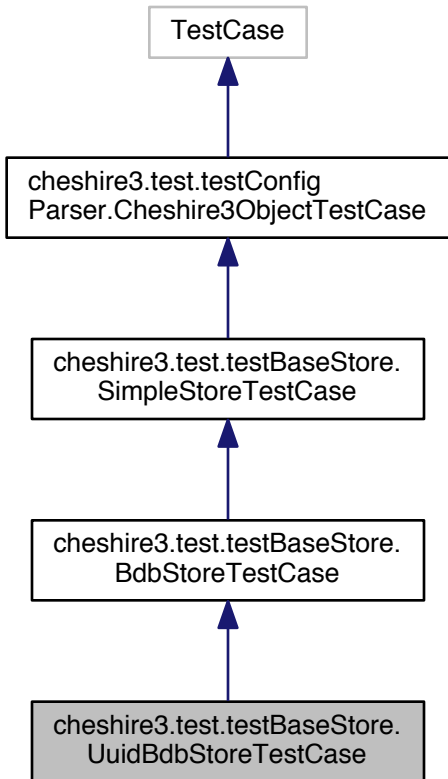 TestCase
cheshire3.test.testConfig
Parser.Cheshire3ObjectTestCase
cheshire3.test.testBaseStore.
SimpleStoreTestCase
cheshire3.test.testBaseStore.
BdbStoreTestCase
cheshire3.test.testBaseStore.
UuidBdbStoreTestCase